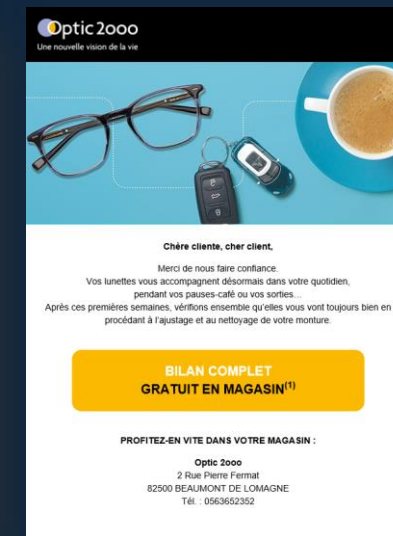 Optic 2ooo
Une nouvelle vision de la vie
Chère cliente, cher client,
Merci de nous faire confiance.
Vos lunettes vous accompagnent désormais dans votre quotidien,
pendant vos pauses-café ou vos sorties...
Après ces premières semaines, vérifions ensemble qu'elles vous vont toujours bien en
procédant à l'ajustage et au nettoyage de votre monture.
BILAN COMPLET
GRATUIT EN MAGASIN(1)
PROFITEZ-EN VITE DANS VOTRE MAGASIN :
Optic 2ooo
2 Rue Pierre Fermat
82500 BEAUMONT DE LOMAGNE
Tél. : 0563652352